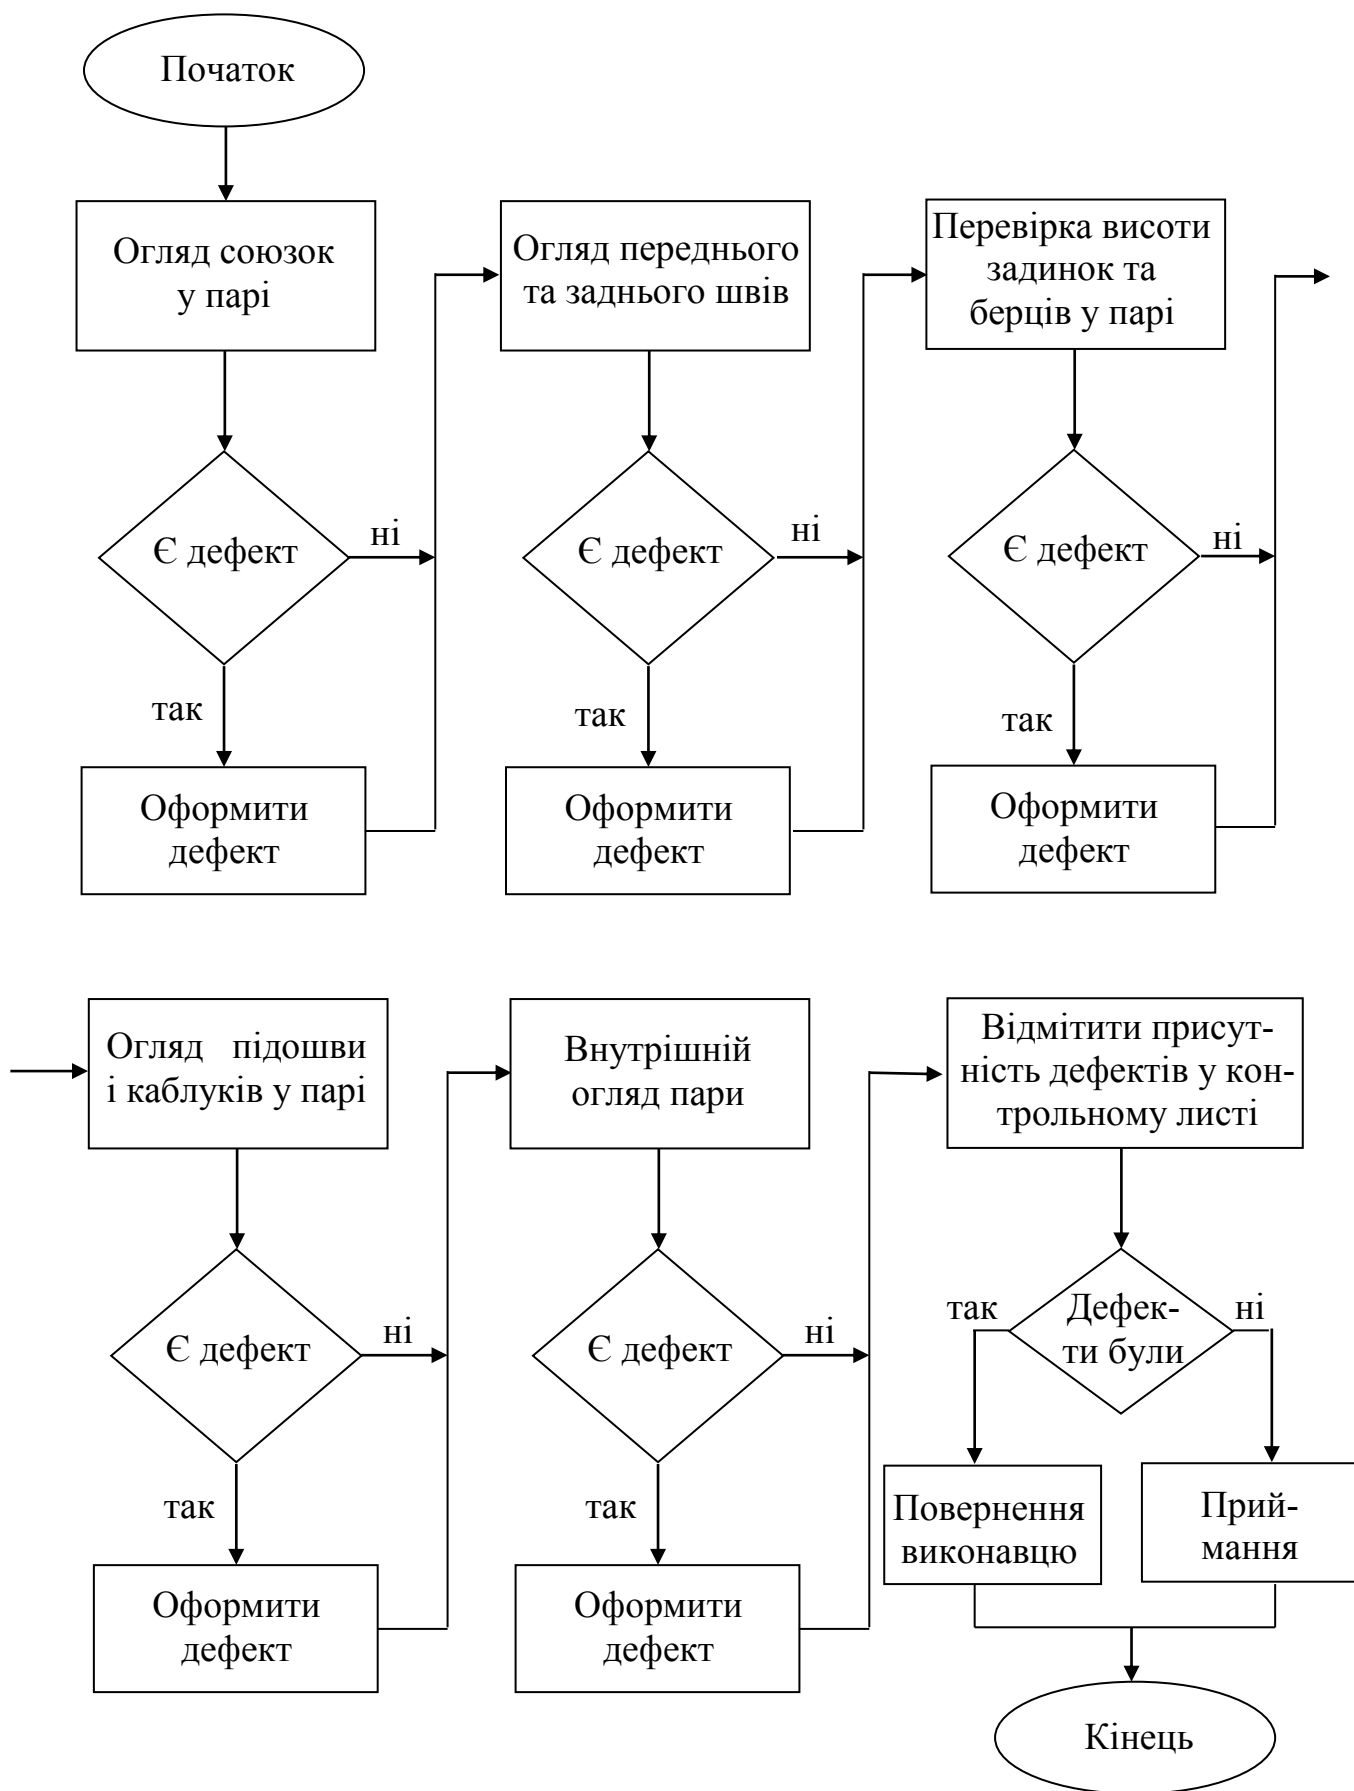 Початок
Огляд союзок
у парі
Є дефект
ні
так
Оформити
дефект
Огляд переднього
та заднього швів
Є дефект
ні
так
Оформити
дефект
Перевірка висоти
задинок та
берців у парі
Є дефект
ні
так
Оформити
дефект
Огляд підошви
і каблуків у парі
Є дефект
ні
так
Оформити
дефект
Внутрішній
огляд пари
Є дефект
ні
так
Оформити
дефект
Відмітити присут-
ність дефектів у кон-
трольному листі
так
Дефек-
ти були
ні
Повернення
виконавцю
Прий-
мання
Кінець